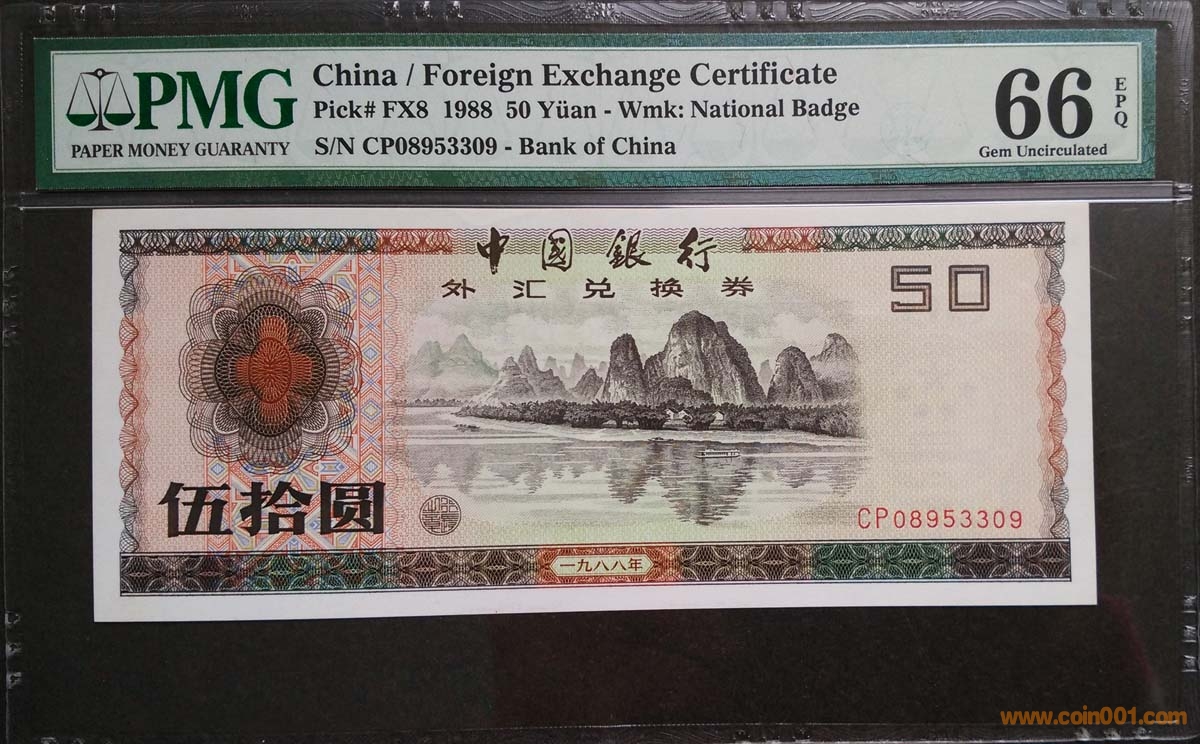 PMG
PAPER MONEY GUARANTY
China / Foreign Exchange Certificate
Pick# FX8 1988 50 Yüan - Wmk: National Badge
S/N CP08953309 - Bank of China
66
EPQ
Gem Uncirculated
中國銀行
外汇兑换券
50
伍拾圆
CP08953309
一九八八年
www.coin001.com